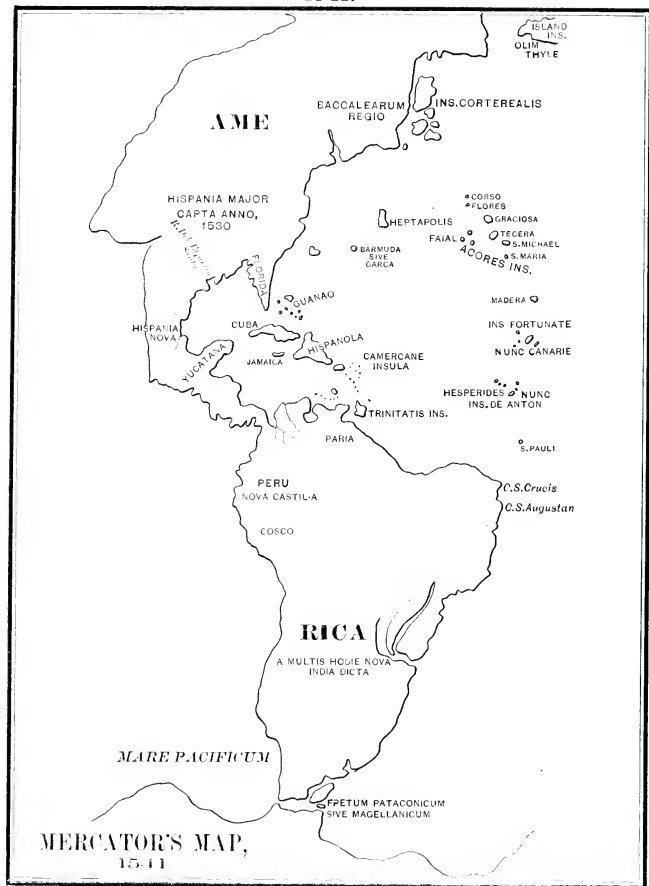 ISLAND
INS.
OLIM
THYLE
BACCALEARUM
REGIO
INS. CORTEREALIS
AME
HISPANIA MAJOR
CAPTA ANNO,
1530
CORSO
FLORES
GRACIOSA
HEPTAPOLIS
TECERA
FAIAL
S. MICHAEL
S. MARIA
AÇORES INS.
BARMUDA
SIVE
GARCA
FLORIDA
GUANAO
MADERA
HISPANIA
NOVA
CUBA
INS FORTUNATE
NUNC CANARIE
YUCATANA
JAMAICA
HISPANOLA
CAMERCANE
INSULA
HESPERIDES
NUNC
INS. DE ANTON
TRINITATIS INS.
PARIA
S. PAULI
PERU
NOVA CASTILIA
C.S.Crucis
C.S.Augustan
COSCO
RICA
A MULTIS HODIE NOVA
INDIA DICTA
MARE PACIFICUM
FRETUM PATACONICUM
SIVE MAGELLANICUM
MERCATOR'S MAP,
1541